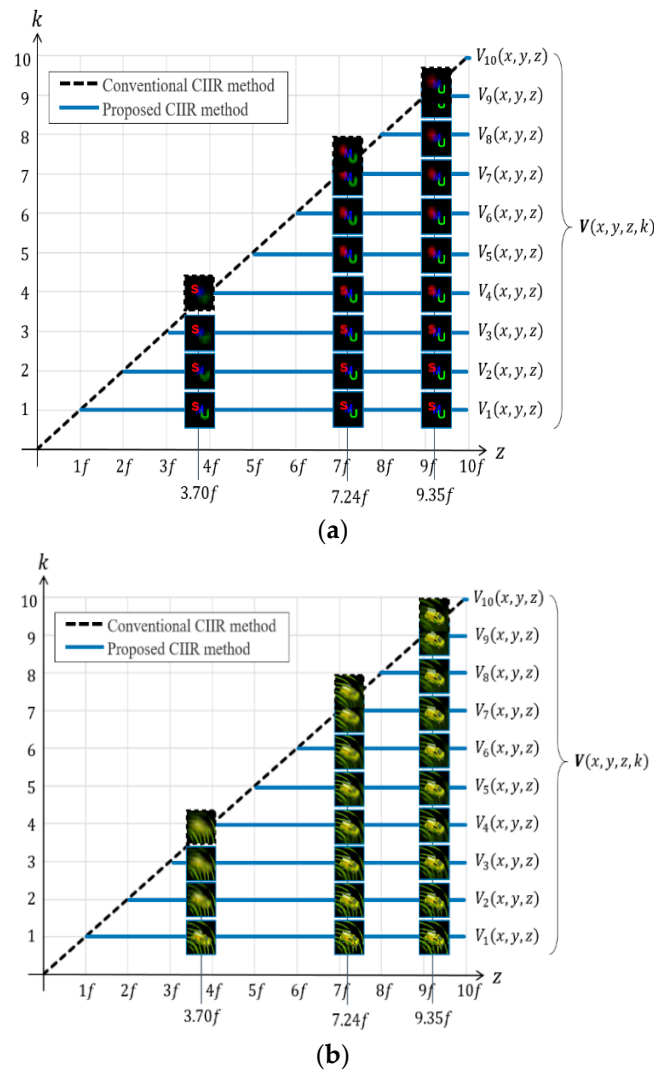 k
10
9
8
7
6
5
4
3
2
1
Conventional CIIR method
Proposed CIIR method
V₁₀(x, y, z)
V₉(x, y, z)
V₈(x, y, z)
V₇(x, y, z)
V₆(x, y, z)
V₅(x, y, z)
V₄(x, y, z)
V₃(x, y, z)
V₂(x, y, z)
V₁(x, y, z)
V(x, y, z, k)
1f 2f 3f 4f 5f 6f 7f 8f 9f 10f z
3.70f 7.24f 9.35f
(a)
k
10
9
8
7
6
5
4
3
2
1
Conventional CIIR method
Proposed CIIR method
V₁₀(x, y, z)
V₉(x, y, z)
V₈(x, y, z)
V₇(x, y, z)
V₆(x, y, z)
V₅(x, y, z)
V₄(x, y, z)
V₃(x, y, z)
V₂(x, y, z)
V₁(x, y, z)
V(x, y, z, k)
1f 2f 3f 4f 5f 6f 7f 8f 9f 10f z
3.70f 7.24f 9.35f
(b)